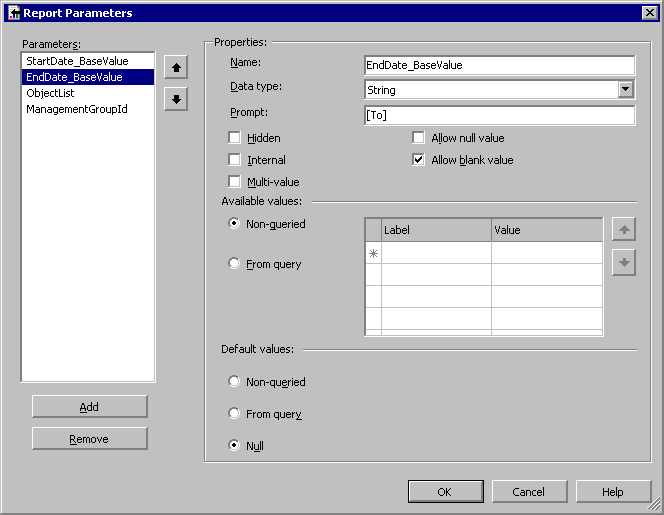 Report Parameters
Parameters:
StartDate_BaseValue
EndDate_BaseValue
ObjectList
ManagementGroupId
Add
Remove
Properties:
Name:
EndDate_BaseValue
Data type:
String
Prompt:
[To]
Hidden
Allow null value
Internal
Allow blank value
Multi-value
Available values:
Non-queried
From query
Label
Value
Default values:
Non-queried
From query
Null
OK
Cancel
Help